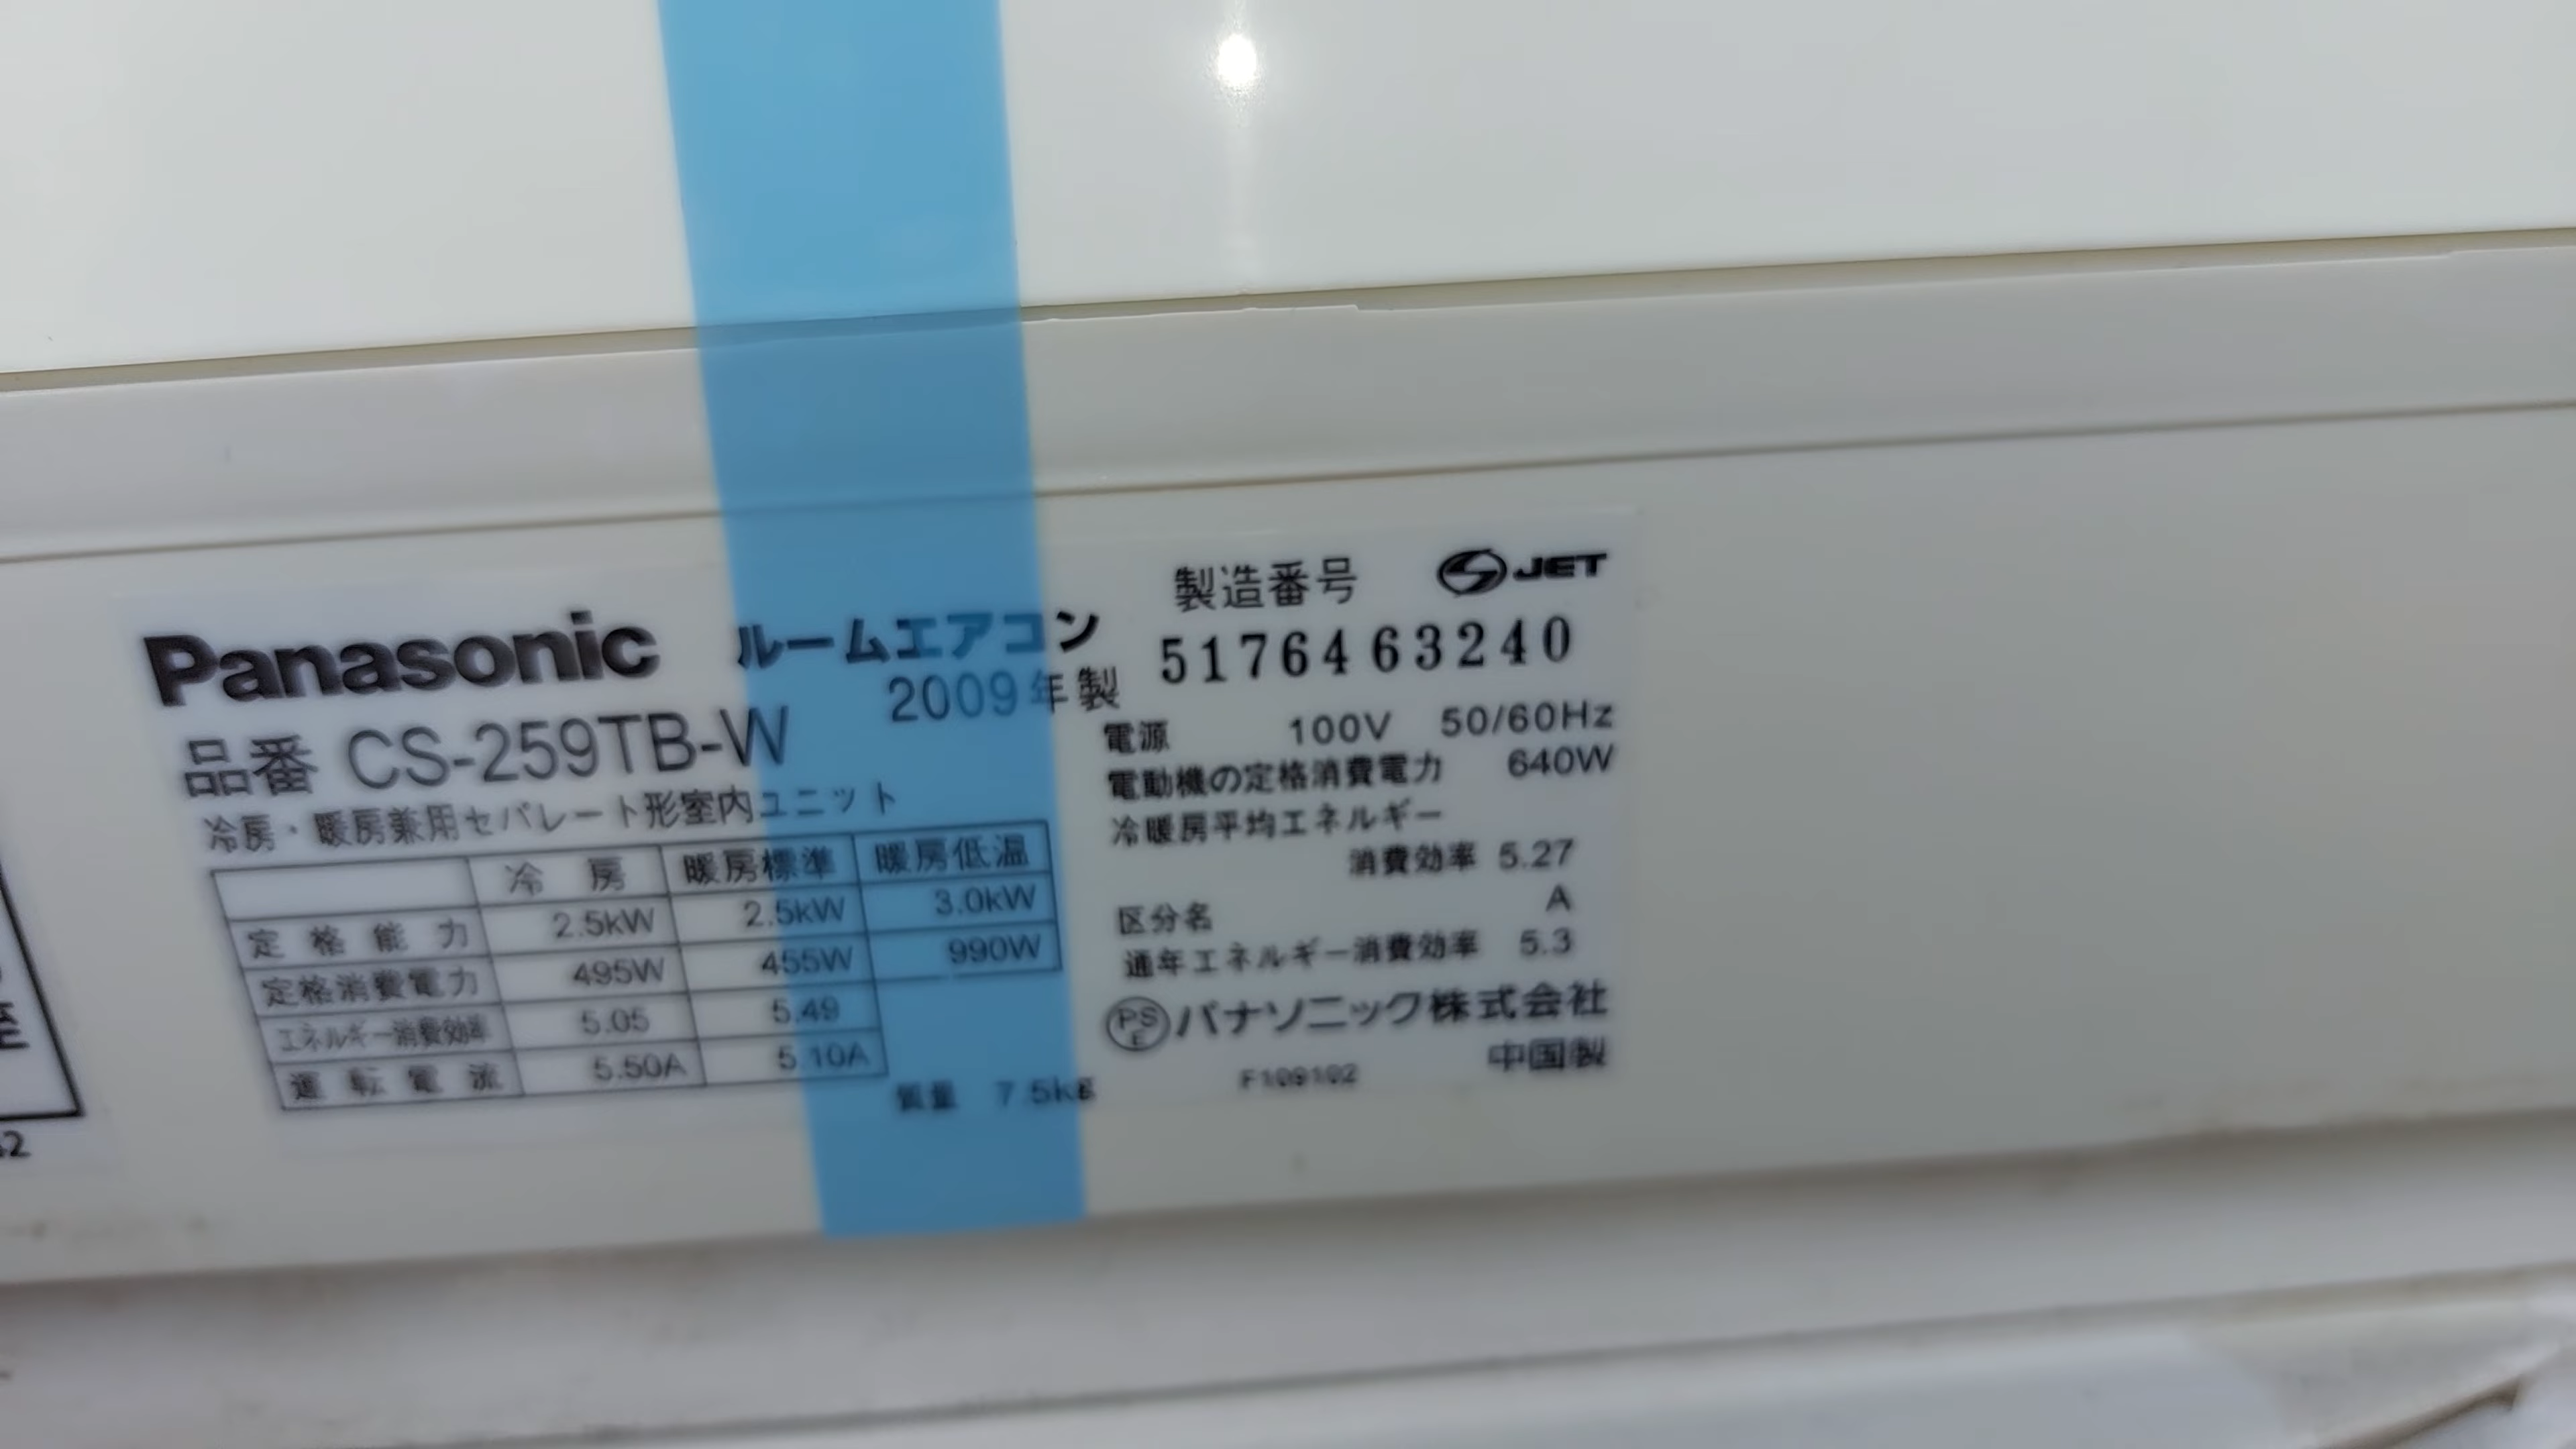 Panasonic ルームエアコン
2009年製
品番 CS-259TB-W
冷房・暖房兼用セパレート形室内ユニット
冷房 暖房標準 暖房低温
定格能力 2.5kW 2.5kW 3.0kW
定格消費電力 495W 455W 990W
エネルギー消費効率 5.05 5.49
運転電流 5.50A 5.10A
質量 7.5kg
製造番号 JET
5176463240
電源 100V 50/60Hz
電動機の定格消費電力 640W
冷暖房平均エネルギー
消費効率 5.27
区分名 A
通年エネルギー消費効率 5.3
PSE パナソニック株式会社
F109102 中国製